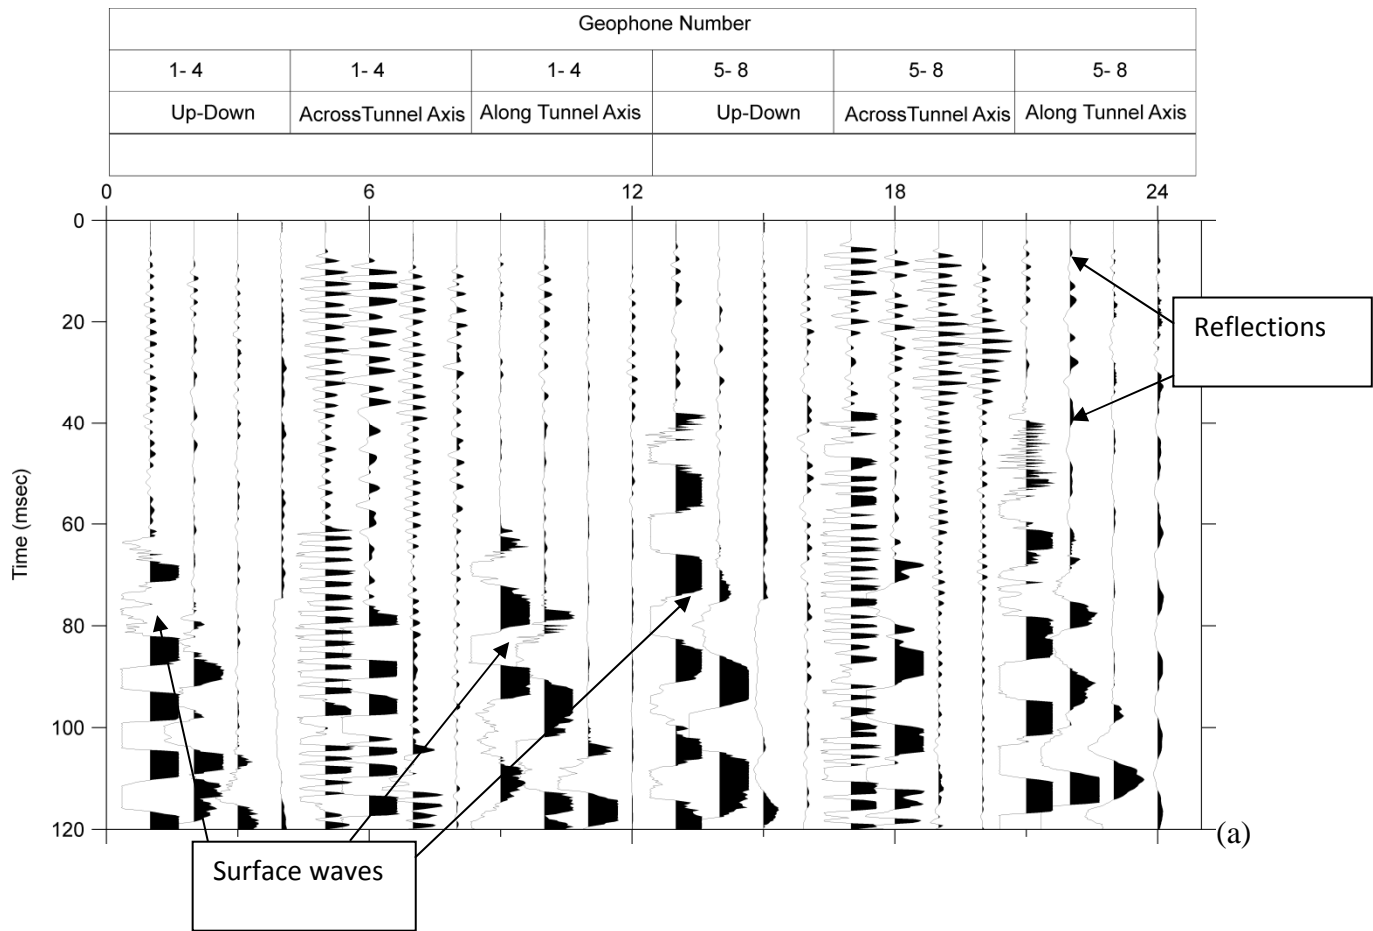 Geophone Number
1- 4 1- 4 1- 4 5- 8 5- 8 5- 8
Up-Down AcrossTunnel Axis Along Tunnel Axis Up-Down AcrossTunnel Axis Along Tunnel Axis
0 6 12 18 24
0
20
Reflections
40
60
Time (msec)
80
100
120
(a)
Surface waves